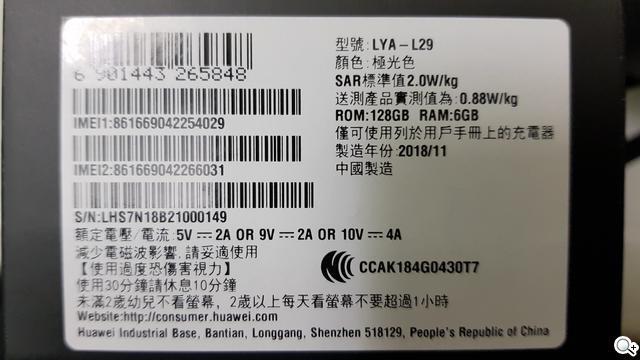 6 901443 265848
IMEI1:861669042254029
IMEI2:861669042266031
S/N:LHS7N18B21000149
型號:LYA-L29
顏色:極光色
SAR標準值2.0W/kg
送測產品實測值為:0.88W/kg
ROM:128GB RAM:6GB
僅可使用列於用戶手冊上的充電器
製造年份:2018/11
中國製造
額定電壓/電流:5V⎓2A OR 9V⎓2A OR 10V⎓4A
減少電磁波影響,請妥適使用
【使用過度恐傷害視力】
使用30分鐘請休息10分鐘
CCAK184G0430T7
未滿2歲幼兒不看螢幕，2歲以上每天看螢幕不要超過1小時
Website:http://consumer.huawei.com
Huawei Industrial Base, Bantian, Longgang, Shenzhen 518129, People's Republic of China